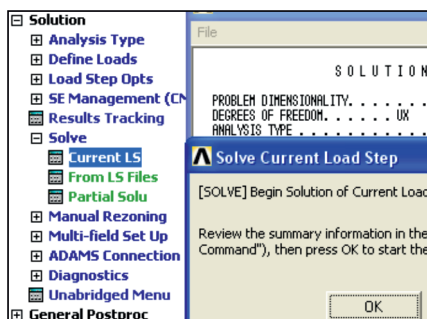 Solution
Analysis Type
Define Loads
Load Step Opts
SE Management (CM
Results Tracking
Solve
Current LS
From LS Files
Partial Solu
Manual Rezoning
Multi-field Set Up
ADAMS Connection
Diagnostics
Unabridged Menu
General Postproc
File
S O L U T I O N
PROBLEM DIMENSIONALITY. . . . . . . .
DEGREES OF FREEDOM. . . . . . UX
ANALYSIS TYPE . . . . . . . . . . . .
Solve Current Load Step
[SOLVE] Begin Solution of Current Load
Review the summary information in the
Command"), then press OK to start the
OK